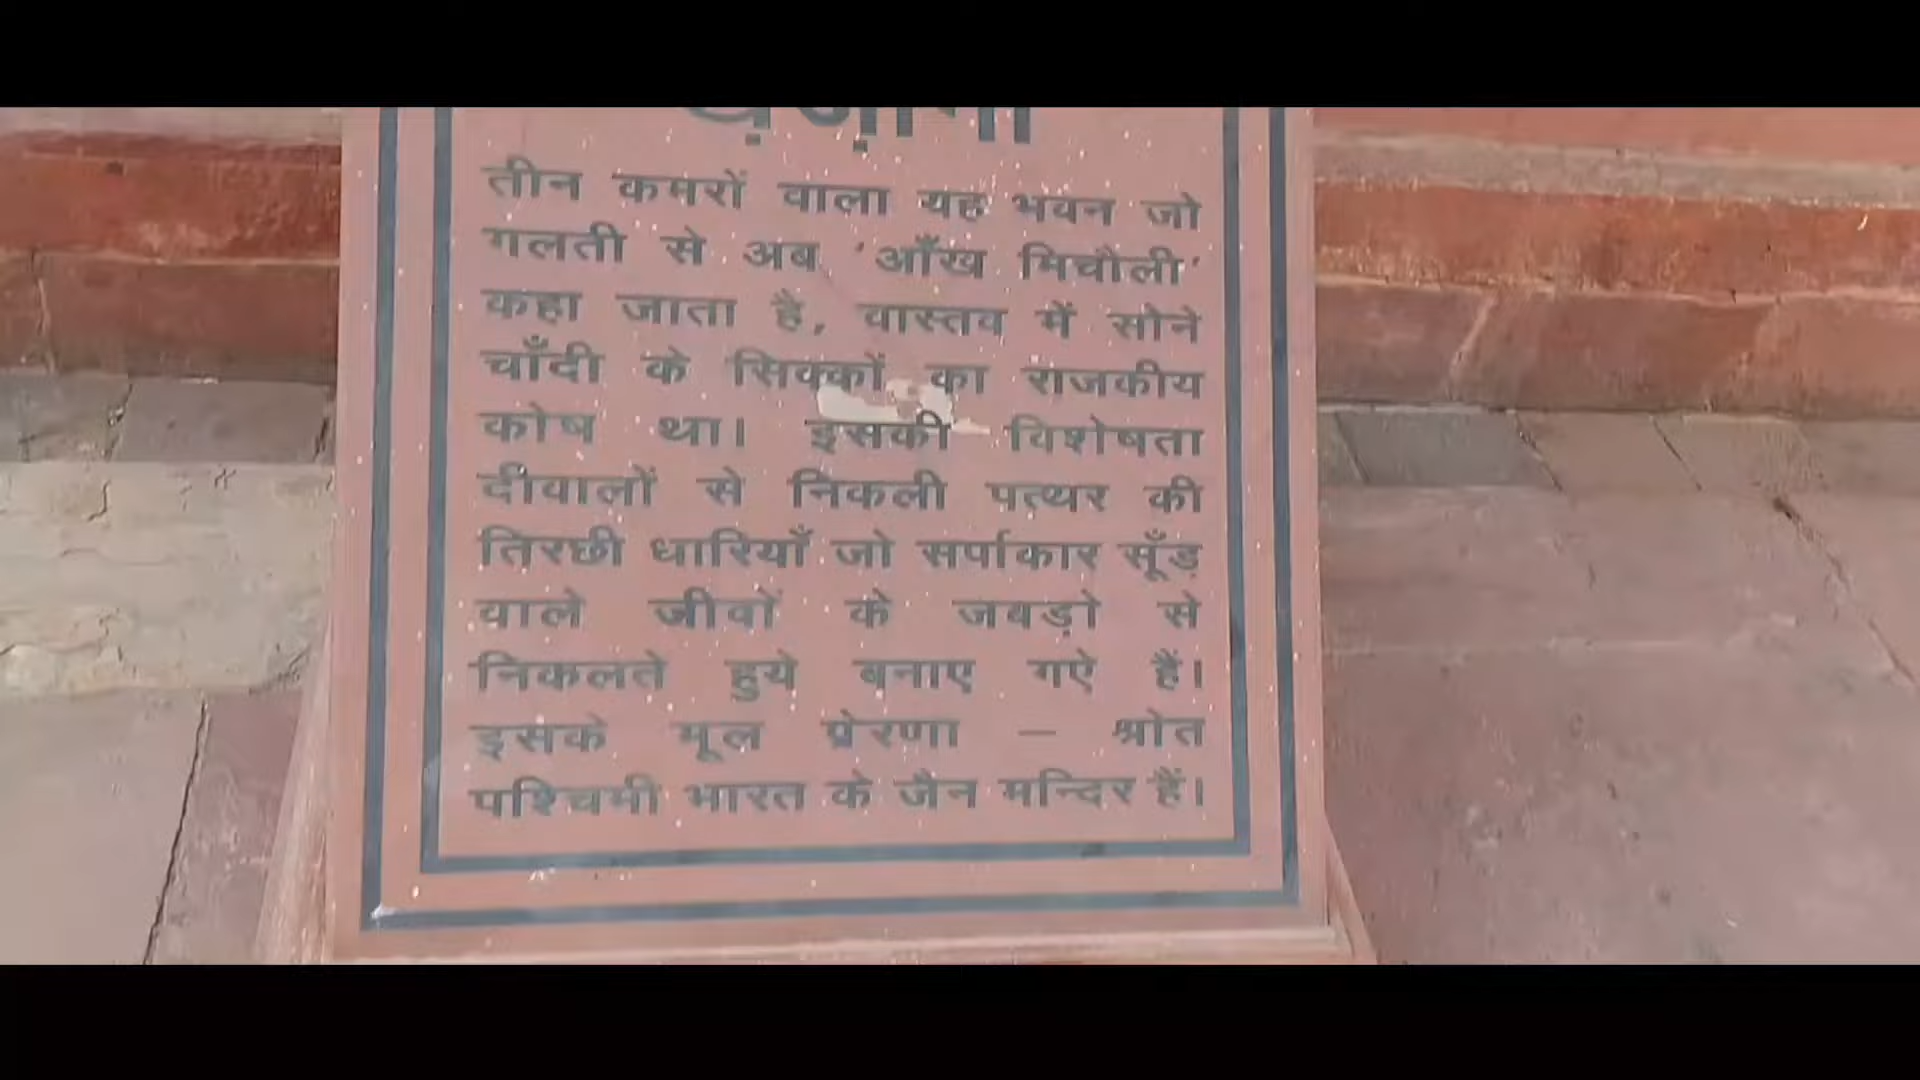 तीन कमरों वाला यह भवन जो
गलती से अब 'आँख मिचौली'
कहा जाता है, वास्तव में सोने
चाँदी के सिक्कों का राजकीय
कोष था। इसकी विशेषता
दीवालों से निकली पत्थर की
तिरछी धारियाँ जो सर्पाकार सूँड़
वाले जीवों के जवड़ो से
निकलते हुये बनाए गऐ हैं।
इसके मूल प्रेरणा – श्रोत
पश्चिमी भारत के जैन मन्दिर हैं।